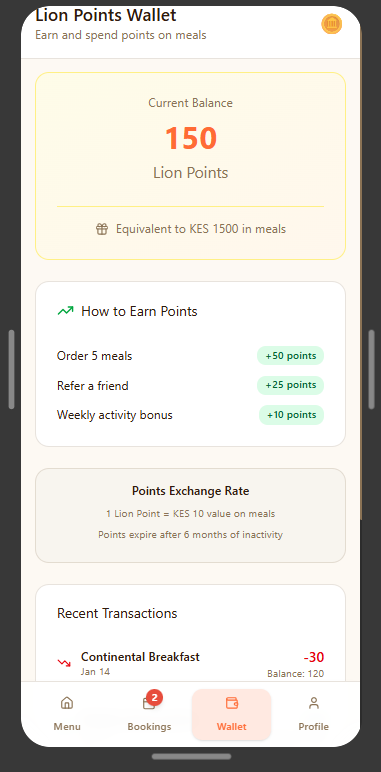 Lion Points Wallet
Earn and spend points on meals
Current Balance
150
Lion Points
Equivalent to KES 1500 in meals
How to Earn Points
Order 5 meals +50 points
Refer a friend +25 points
Weekly activity bonus +10 points
Points Exchange Rate
1 Lion Point = KES 10 value on meals
Points expire after 6 months of inactivity
Recent Transactions
Continental Breakfast -30
Jan 14 Balance: 120
2
Menu Bookings Wallet Profile